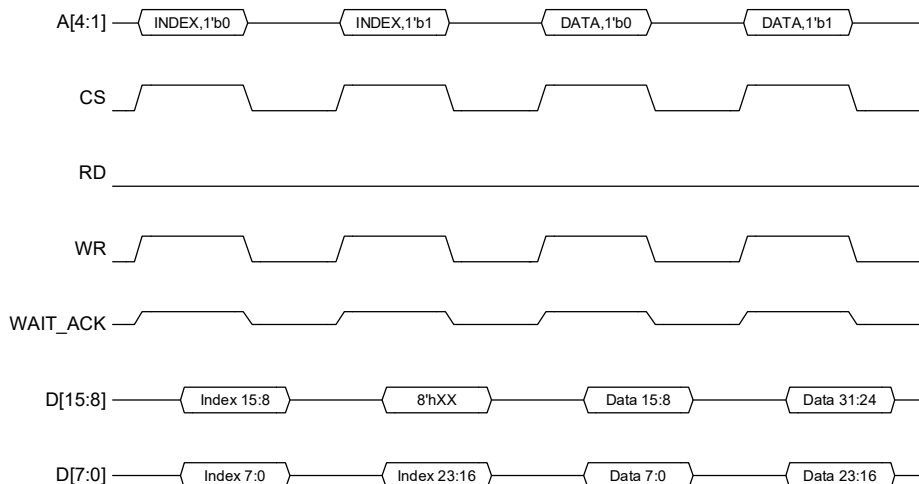 A[4:1] INDEX,1'b0 INDEX,1'b1 DATA,1'b0 DATA,1'b1
CS
RD
WR
WAIT_ACK
D[15:8] Index 15:8 8'hXX Data 15:8 Data 31:24
D[7:0] Index 7:0 Index 23:16 Data 7:0 Data 23:16